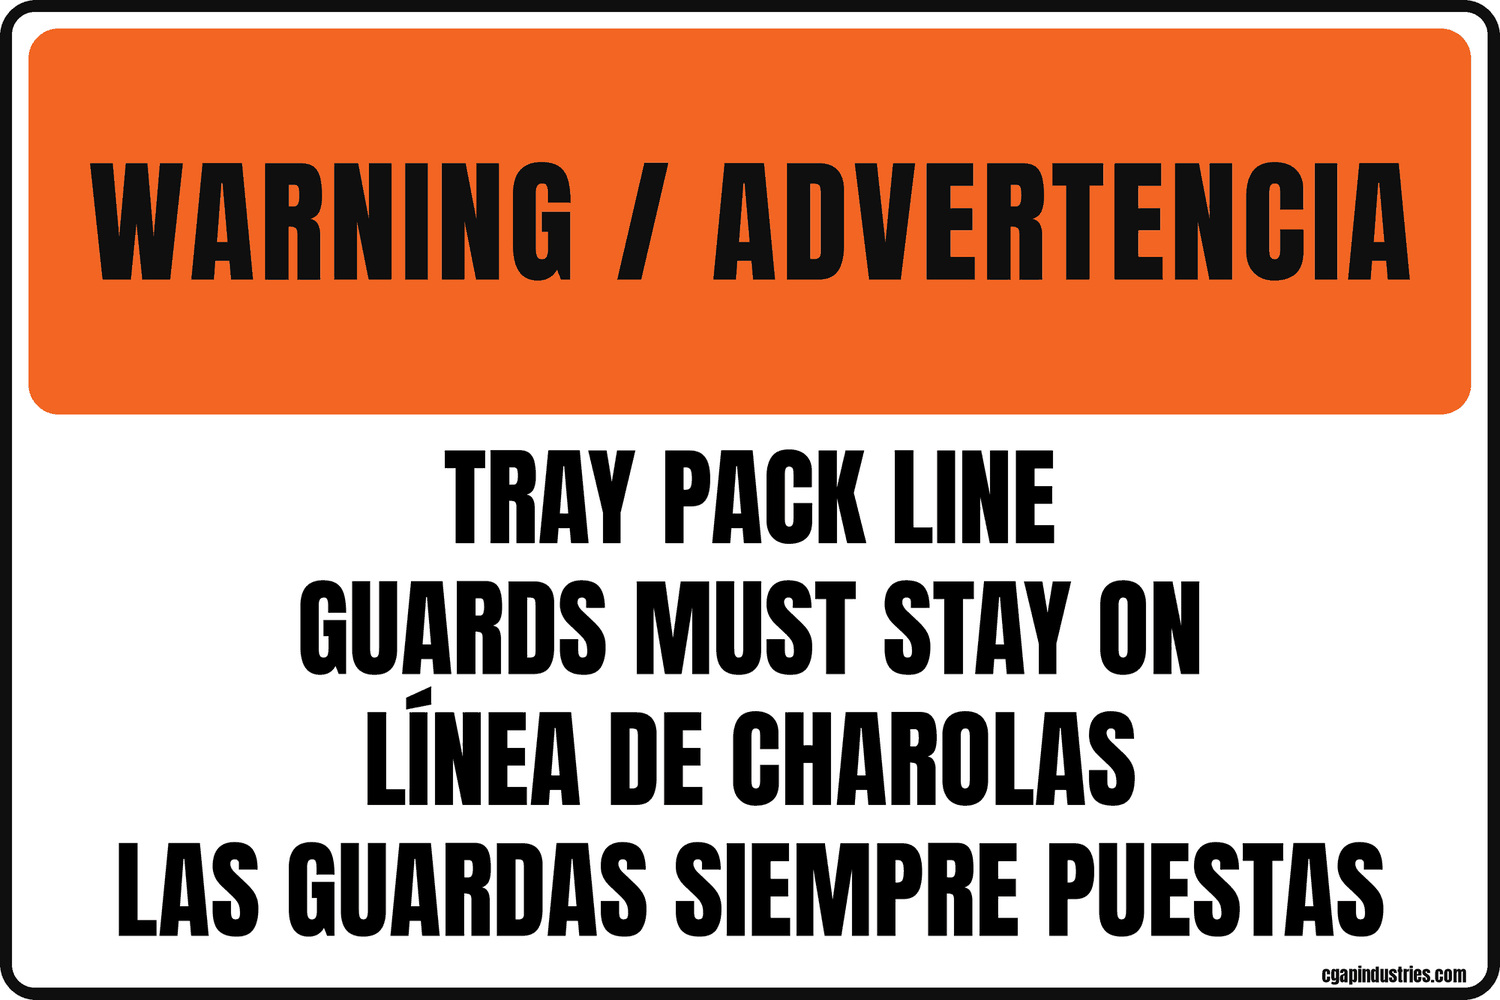 WARNING / ADVERTENCIA
TRAY PACK LINE
GUARDS MUST STAY ON
LÍNEA DE CHAROLAS
LAS GUARDAS SIEMPRE PUESTAS
cgapindustries.com